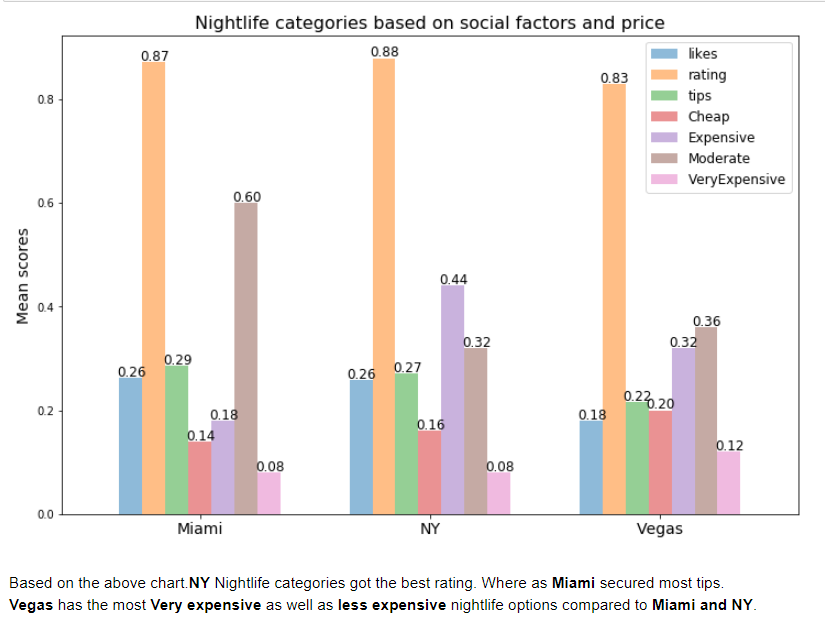 Nightlife categories based on social factors and price
likes
rating
tips
Cheap
Expensive
Moderate
VeryExpensive
Mean scores
0.8
0.6
0.4
0.2
0.0
0.26
0.87
0.29
0.14
0.18
0.60
0.08
0.26
0.88
0.27
0.16
0.44
0.32
0.08
0.18
0.83
0.22
0.20
0.32
0.36
0.12
Miami NY Vegas
Based on the above chart.NY Nightlife categories got the best rating. Where as Miami secured most tips.
Vegas has the most Very expensive as well as less expensive nightlife options compared to Miami and NY.